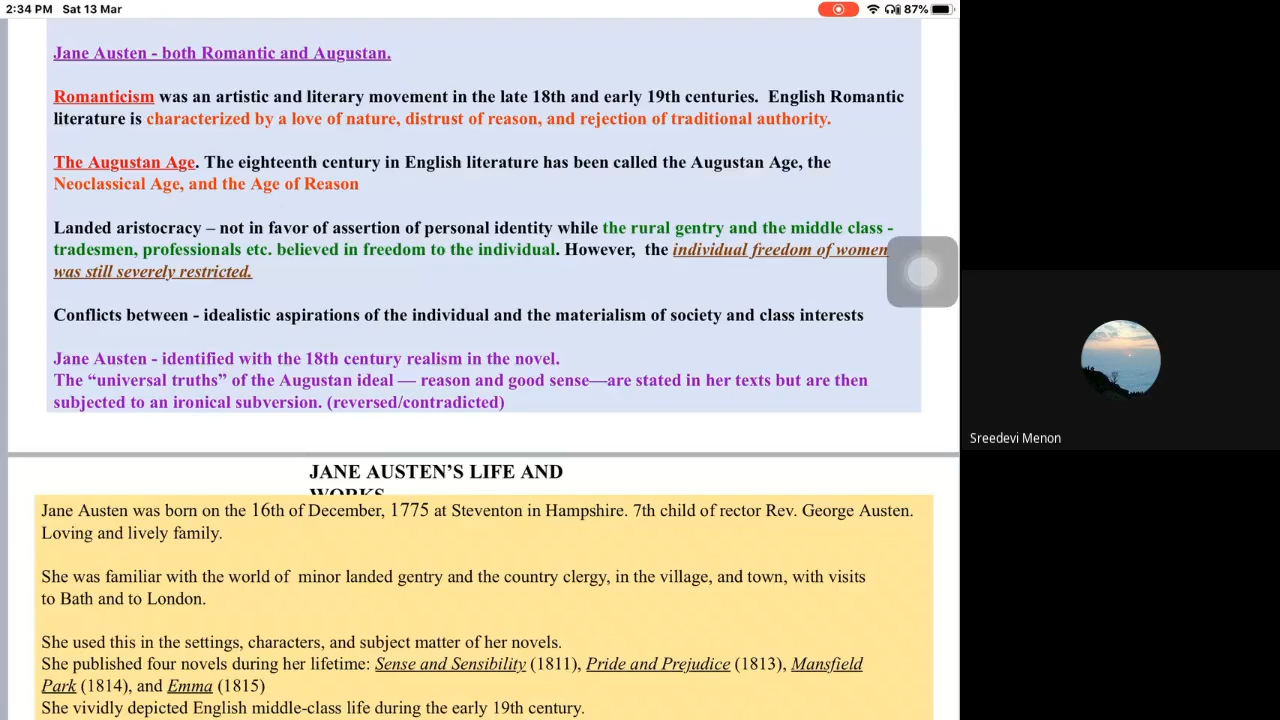 2:34 PM Sat 13 Mar
87%
Jane Austen - both Romantic and Augustan.
Romanticism was an artistic and literary movement in the late 18th and early 19th centuries.  English Romantic
literature is characterized by a love of nature, distrust of reason, and rejection of traditional authority.
The Augustan Age. The eighteenth century in English literature has been called the Augustan Age, the
Neoclassical Age, and the Age of Reason
Landed aristocracy – not in favor of assertion of personal identity while the rural gentry and the middle class -
tradesmen, professionals etc. believed in freedom to the individual. However,  the individual freedom of women
was still severely restricted.
Conflicts between - idealistic aspirations of the individual and the materialism of society and class interests
Jane Austen - identified with the 18th century realism in the novel.
The “universal truths” of the Augustan ideal — reason and good sense—are stated in her texts but are then
subjected to an ironical subversion. (reversed/contradicted)
Sreedevi Menon
JANE AUSTEN’S LIFE AND
WORKS
Jane Austen was born on the 16th of December, 1775 at Steventon in Hampshire. 7th child of rector Rev. George Austen.
Loving and lively family.
She was familiar with the world of  minor landed gentry and the country clergy, in the village, and town, with visits
to Bath and to London.
She used this in the settings, characters, and subject matter of her novels.
She published four novels during her lifetime: Sense and Sensibility (1811), Pride and Prejudice (1813), Mansfield
Park (1814), and Emma (1815)
She vividly depicted English middle-class life during the early 19th century.